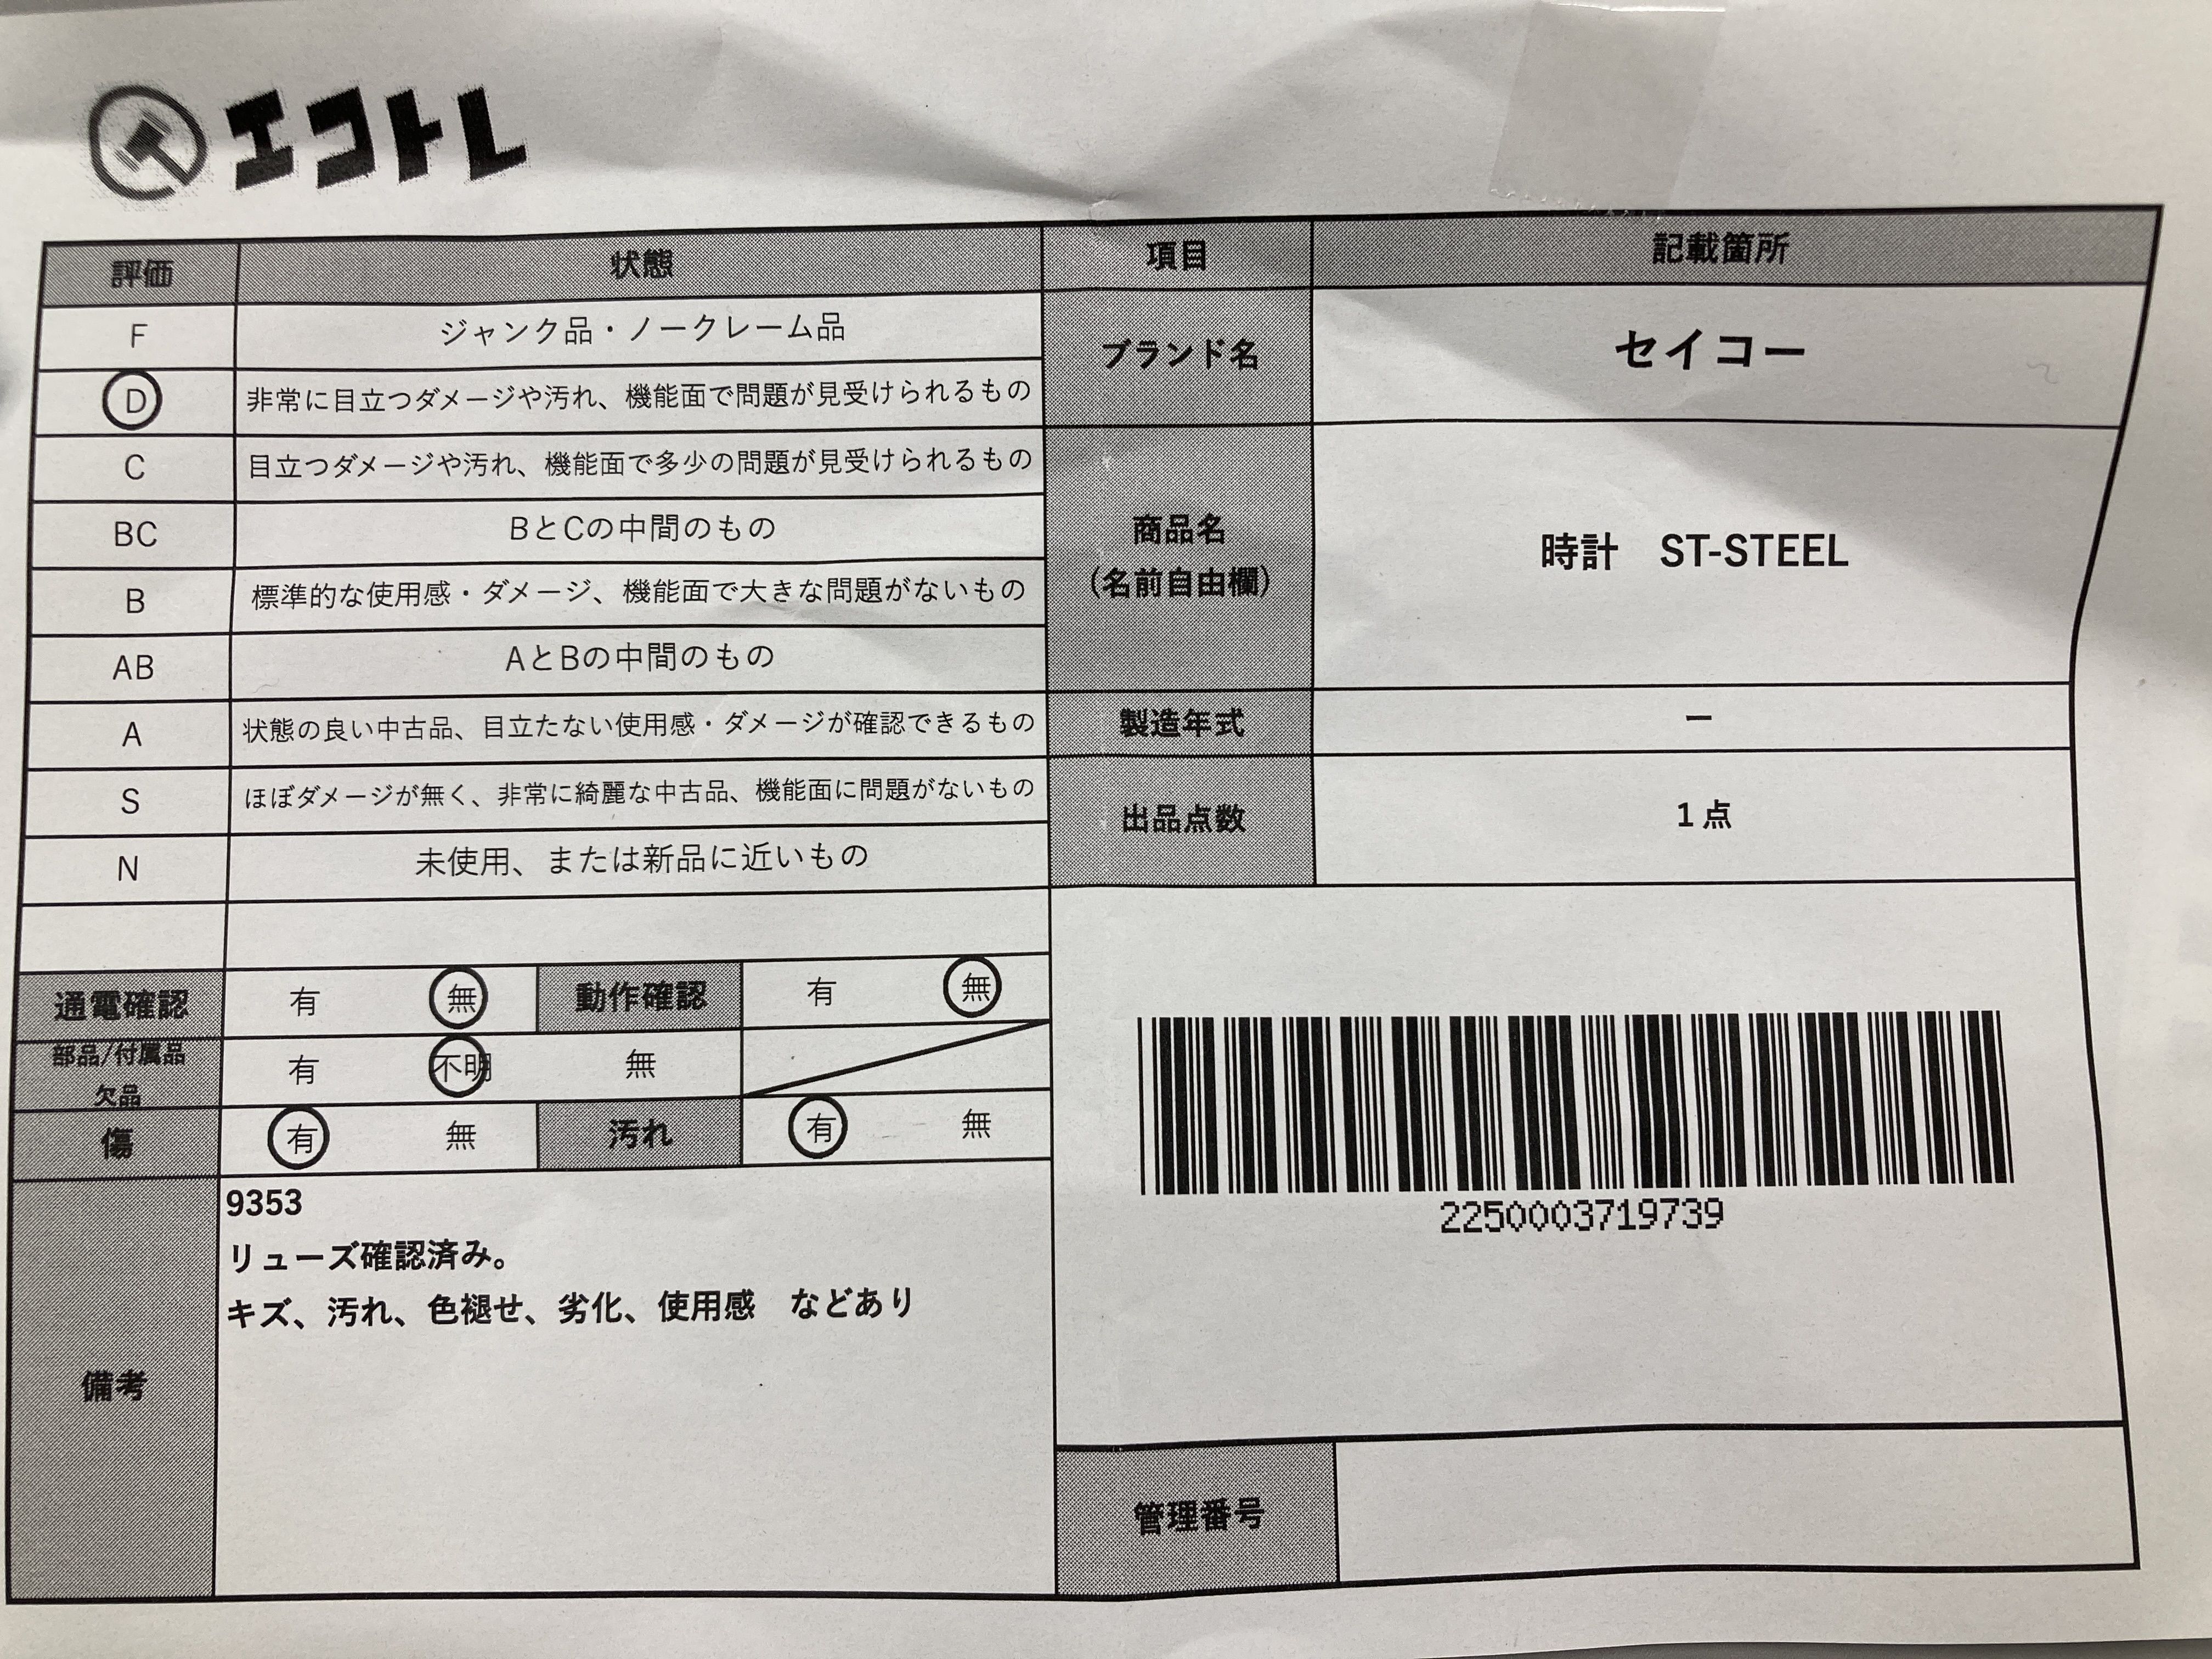 エコトレ
評価 状態 項目 記載箇所
F ジャンク品・ノークレーム品
D 非常に目立つダメージや汚れ、機能面で問題が見受けられるもの
ブランド名 セイコー
C 目立つダメージや汚れ、機能面で多少の問題が見受けられるもの
BC BとCの中間のもの
B 標準的な使用感・ダメージ、機能面で大きな問題がないもの
商品名
(名前自由欄)
時計 ST-STEEL
AB AとBの中間のもの
A 状態の良い中古品、目立たない使用感・ダメージが確認できるもの
製造年式 ー
S ほぼダメージが無く、非常に綺麗な中古品、機能面に問題がないもの
出品点数 1点
N 未使用、または新品に近いもの
通電確認 有 無 動作確認 有 無
部品/付属品
欠品
有 不明 無
傷 有 無 汚れ 有 無
備考
9353
リューズ確認済み。
キズ、汚れ、色褪せ、劣化、使用感 などあり
2250003719739
管理番号